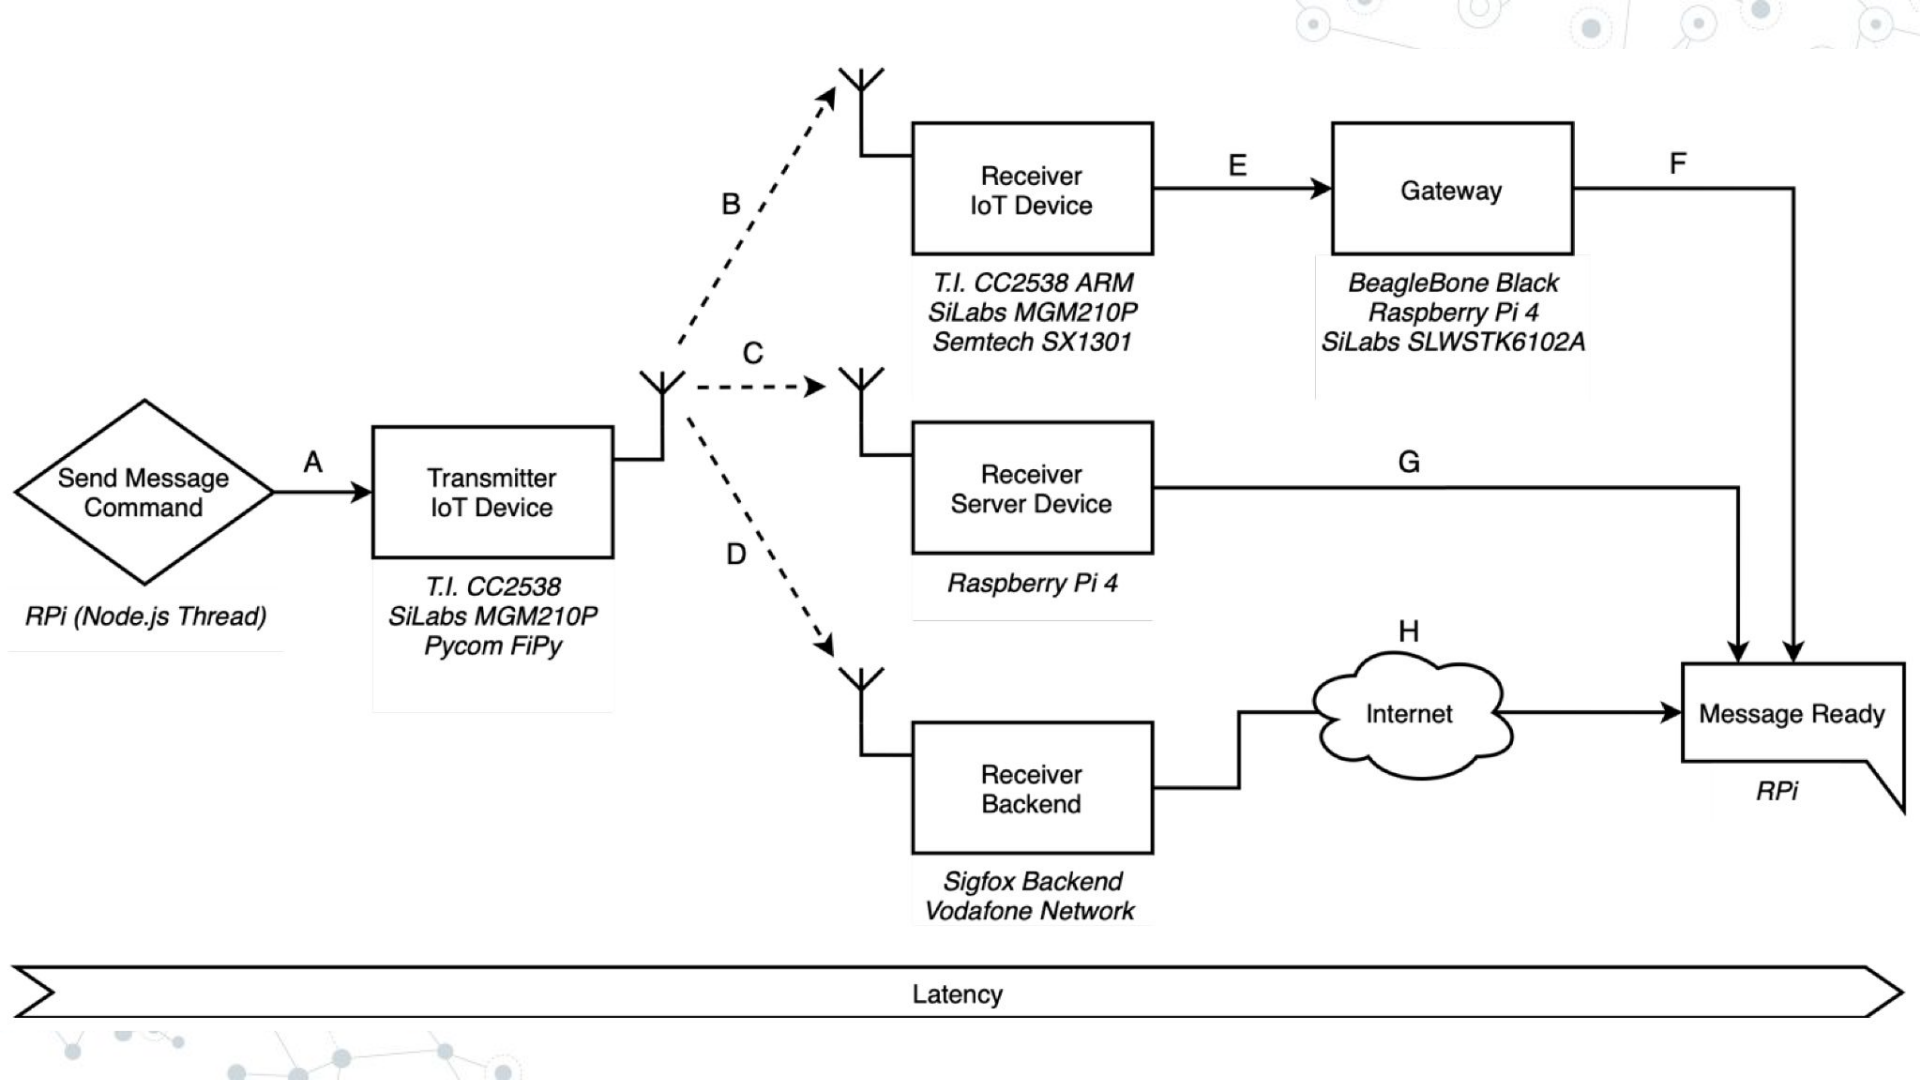 B
Receiver
IoT Device
T.I. CC2538 ARM
SiLabs MGM210P
Semtech SX1301
E
Gateway
BeagleBone Black
Raspberry Pi 4
SiLabs SLWSTK6102A
F
Send Message
Command
RPi (Node.js Thread)
A
Transmitter
IoT Device
T.I. CC2538
SiLabs MGM210P
Pycom FiPy
C
Receiver
Server Device
Raspberry Pi 4
G
D
Receiver
Backend
Sigfox Backend
Vodafone Network
H
Internet
Message Ready
RPi
Latency